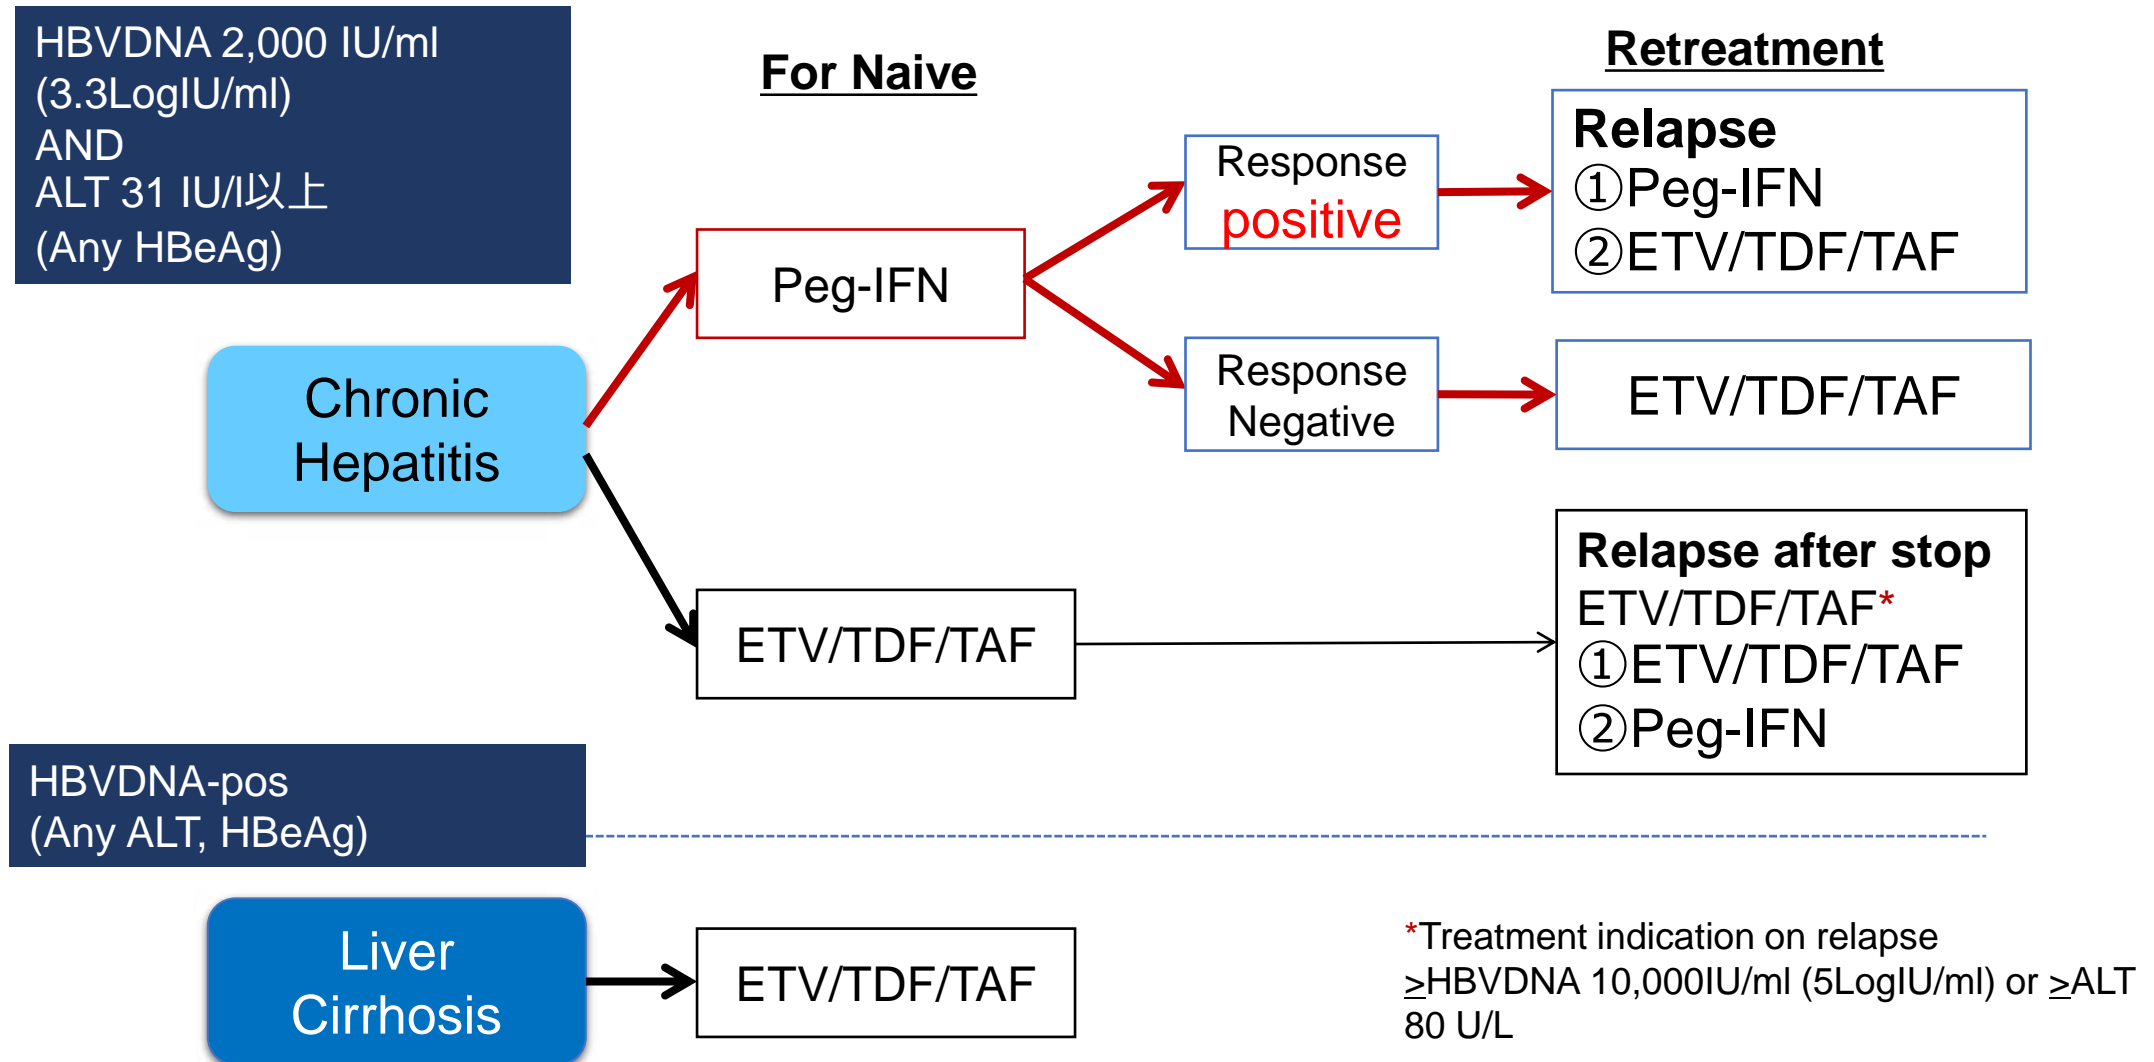 HBVDNA 2,000 IU/ml
(3.3LogIU/ml)
AND
ALT 31 IU/l以上
(Any HBeAg)
For Naive
Retreatment
Chronic
Hepatitis
Peg-IFN
Response
positive
Relapse
①Peg-IFN
②ETV/TDF/TAF
Response
Negative
ETV/TDF/TAF
ETV/TDF/TAF
Relapse after stop
ETV/TDF/TAF*
①ETV/TDF/TAF
②Peg-IFN
HBVDNA-pos
(Any ALT, HBeAg)
Liver
Cirrhosis
ETV/TDF/TAF
*Treatment indication on relapse
≥HBVDNA 10,000IU/ml (5LogIU/ml) or ≥ALT
80 U/L